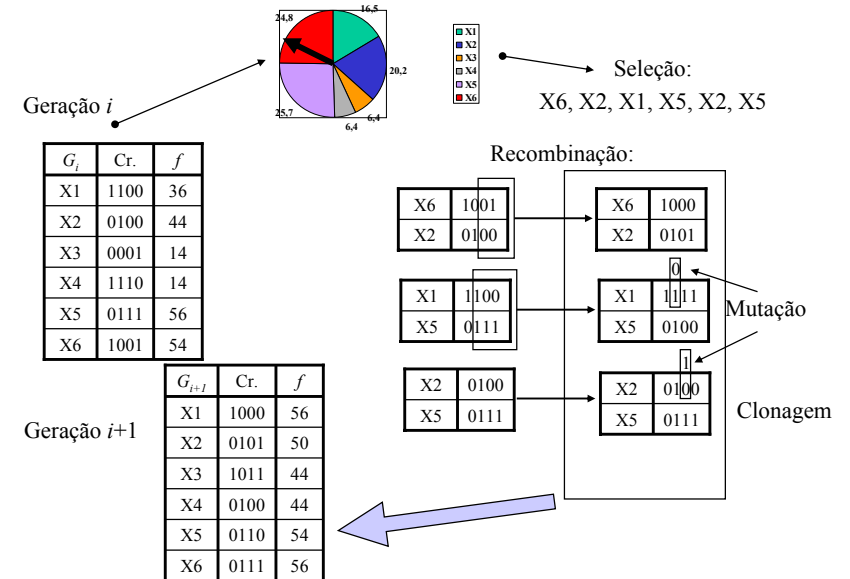 24,8
16,5
20,2
6,4
6,4
25,7
X1
X2
X3
X4
X5
X6
Seleção:
X6, X2, X1, X5, X2, X5
Geração i
Gi Cr. f
X1 1100 36
X2 0100 44
X3 0001 14
X4 1110 14
X5 0111 56
X6 1001 54
Recombinação:
X6 1001
X2 0100
X6 1000
X2 0101
X1 1100
X5 0111
0
X1 1111
X5 0100
Mutação
X2 0100
X5 0111
1
X2 0100
X5 0111
Clonagem
Geração i+1
Gi+1 Cr. f
X1 1000 56
X2 0101 50
X3 1011 44
X4 0100 44
X5 0110 54
X6 0111 56